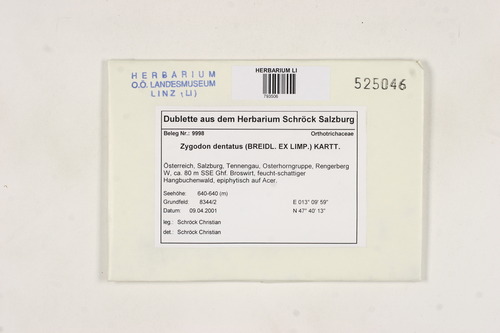 HERBARIUM
O.Ö. LANDESMUSEUM
LINZ (LI)
HERBARIUM LI
525046
Dublette aus dem Herbarium Schröck Salzburg
Beleg Nr.: 9998 Orthotrichaceae
Zygodon dentatus (BREIDL. EX LIMP.) KARTT.
Österreich, Salzburg, Tennengau, Osterhorngruppe, Rengerberg
W, ca. 80 m SSE Ghf. Broswirt, feucht-schattiger
Hangbuchenwald, epiphytisch auf Acer.
Seehöhe: 640-640 (m)
Grundfeld 8344/2 E 013° 09' 59"
Datum: 09.04.2001 N 47° 40' 13"
leg.: Schröck Christian
det.: Schröck Christian